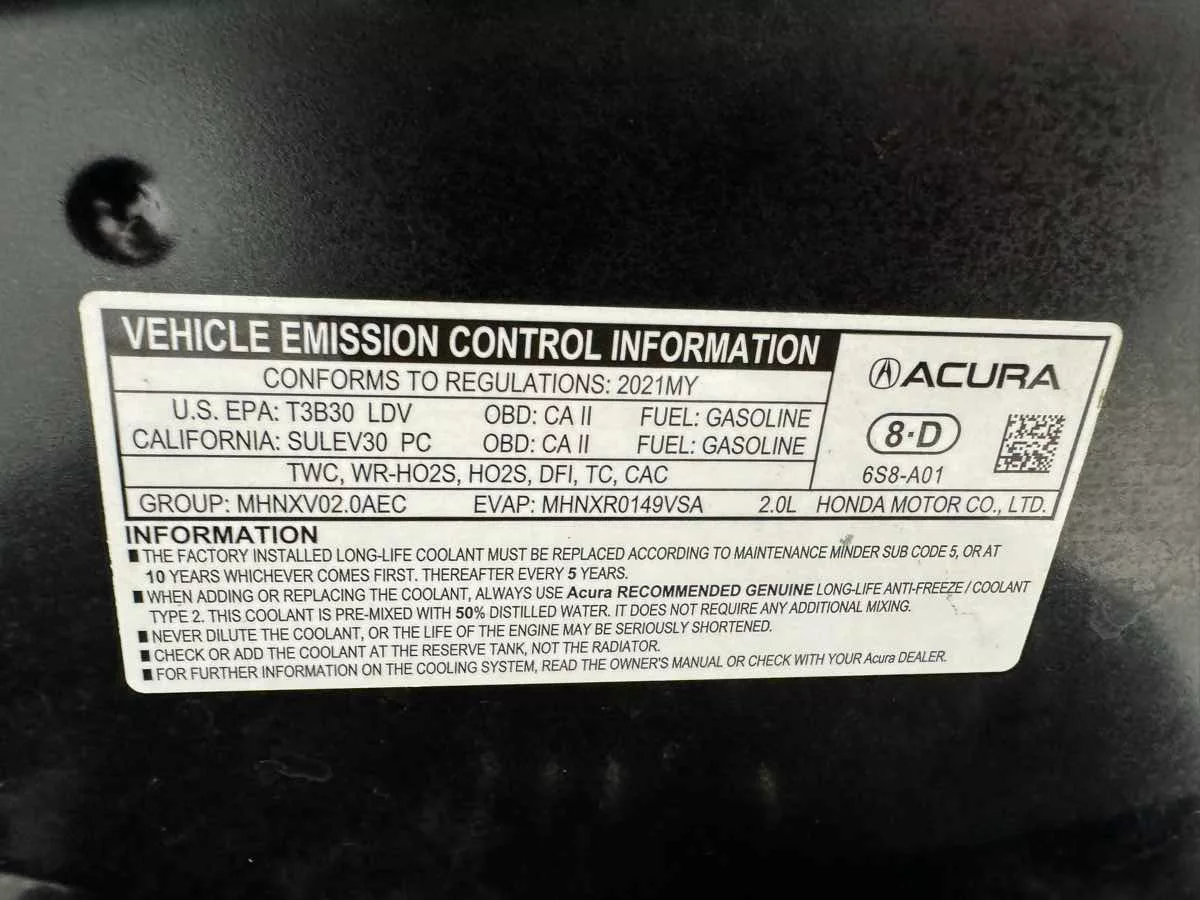 VEHICLE EMISSION CONTROL INFORMATION
CONFORMS TO REGULATIONS: 2021MY
U.S. EPA: T3B30 LDV OBD: CA II FUEL: GASOLINE
CALIFORNIA: SULEV30 PC OBD: CA II FUEL: GASOLINE
TWC, WR-HO2S, HO2S, DFI, TC, CAC
ACURA
8·D
6S8-A01
GROUP: MHNXV02.0AEC EVAP: MHNXR0149VSA 2.0L HONDA MOTOR CO., LTD.
INFORMATION
■ THE FACTORY INSTALLED LONG-LIFE COOLANT MUST BE REPLACED ACCORDING TO MAINTENANCE MINDER SUB CODE 5, OR AT
10 YEARS WHICHEVER COMES FIRST. THEREAFTER EVERY 5 YEARS.
■ WHEN ADDING OR REPLACING THE COOLANT, ALWAYS USE Acura RECOMMENDED GENUINE LONG-LIFE ANTI-FREEZE / COOLANT
TYPE 2. THIS COOLANT IS PRE-MIXED WITH 50% DISTILLED WATER. IT DOES NOT REQUIRE ANY ADDITIONAL MIXING.
■ NEVER DILUTE THE COOLANT, OR THE LIFE OF THE ENGINE MAY BE SERIOUSLY SHORTENED.
■ CHECK OR ADD THE COOLANT AT THE RESERVE TANK, NOT THE RADIATOR.
■ FOR FURTHER INFORMATION ON THE COOLING SYSTEM, READ THE OWNER'S MANUAL OR CHECK WITH YOUR Acura DEALER.